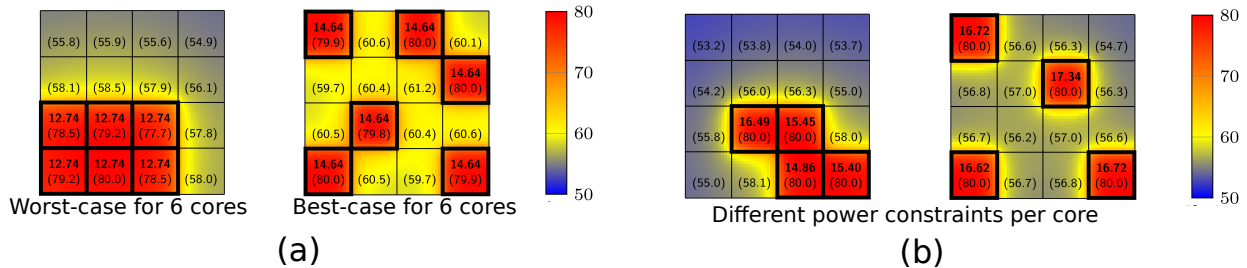 (55.8) (55.9) (55.6) (54.9)
(58.1) (58.5) (57.9) (56.1)
12.74 12.74 12.74
(78.5) (79.2) (77.7) (57.8)
12.74 12.74 12.74
(79.2) (80.0) (78.5) (58.0)
Worst-case for 6 cores
14.64 14.64
(79.9) (60.6) (80.0) (60.1)
14.64
(59.7) (60.4) (61.2) (80.0)
14.64
(60.5) (79.8) (60.4) (60.6)
14.64 14.64
(80.0) (60.5) (59.7) (79.9)
Best-case for 6 cores
80
70
60
50
(a)
(53.2) (53.8) (54.0) (53.7)
(54.2) (56.0) (56.3) (55.0)
16.49 15.45
(55.8) (80.0) (80.0) (58.0)
14.86 15.40
(55.0) (58.1) (80.0) (80.0)
16.72
(80.0) (56.6) (56.3) (54.7)
17.34
(56.8) (57.0) (80.0) (56.3)
(56.7) (56.2) (57.0) (56.6)
16.62 16.72
(80.0) (56.7) (56.8) (80.0)
80
70
60
50
Different power constraints per core
(b)